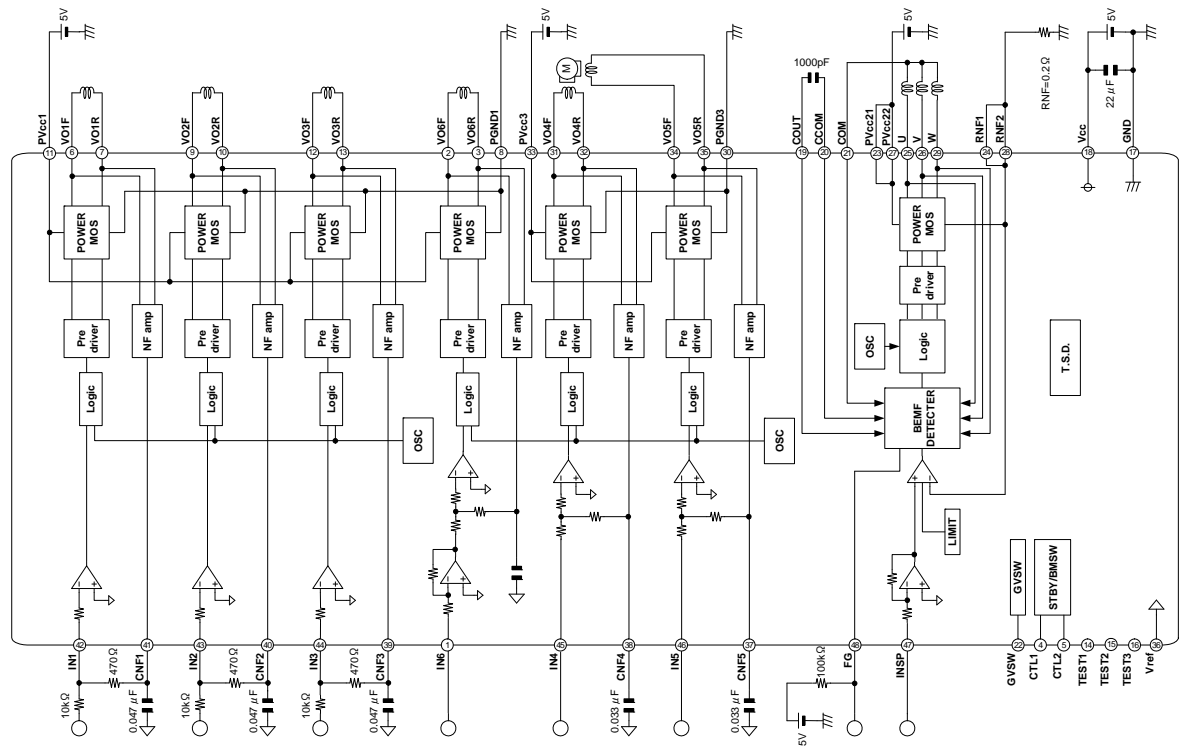 5V
5V
5V
5V
M
1000pF
RNF=0.2Ω
22μF
PVcc1
VO1F
VO1R
VO2F
VO2R
VO3F
VO3R
VO6F
VO6R
PGND1
PVcc3
VO4F
VO4R
VO5F
VO5R
PGND3
COUT
CCOM
COM
PVcc21
PVcc22
U
V
W
RNF1
RNF2
Vcc
GND
11
6
7
9
10
12
13
2
3
8
33
31
32
34
35
30
19
20
21
23
27
25
26
29
24
28
18
17
POWER
MOS
POWER
MOS
POWER
MOS
POWER
MOS
POWER
MOS
POWER
MOS
POWER
MOS
Pre
driver
NF amp
Pre
driver
NF amp
Pre
driver
NF amp
Pre
driver
NF amp
Pre
driver
NF amp
Pre
driver
NF amp
Pre
driver
Logic
Logic
Logic
Logic
Logic
Logic
OSC
Logic
T.S.D.
OSC
OSC
BEMF
DETECTER
LIMIT
GVSW
STBY/BMSW
42
41
43
40
44
39
1
45
38
46
37
48
47
22
4
5
14
15
16
36
IN1
CNF1
IN2
CNF2
IN3
CNF3
IN6
IN4
CNF4
IN5
CNF5
FG
INSP
GVSW
CTL1
CTL2
TEST1
TEST2
TEST3
Vref
10kΩ
470Ω
0.047μF
10kΩ
470Ω
0.047μF
10kΩ
470Ω
0.047μF
0.033μF
0.033μF
5V
100kΩ